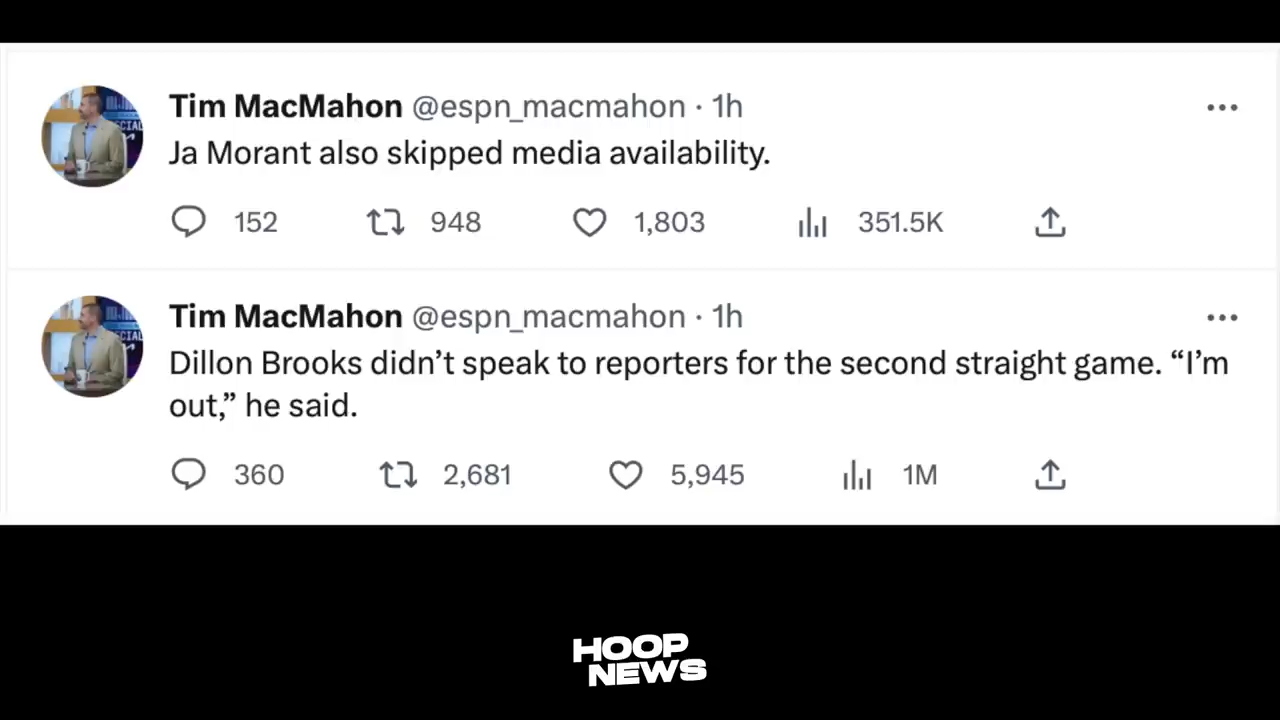 Tim MacMahon @espn_macmahon · 1h
Ja Morant also skipped media availability.
152 948 1,803 351.5K
Tim MacMahon @espn_macmahon · 1h
Dillon Brooks didn’t speak to reporters for the second straight game. “I’m
out,” he said.
360 2,681 5,945 1M
HOOP
NEWS